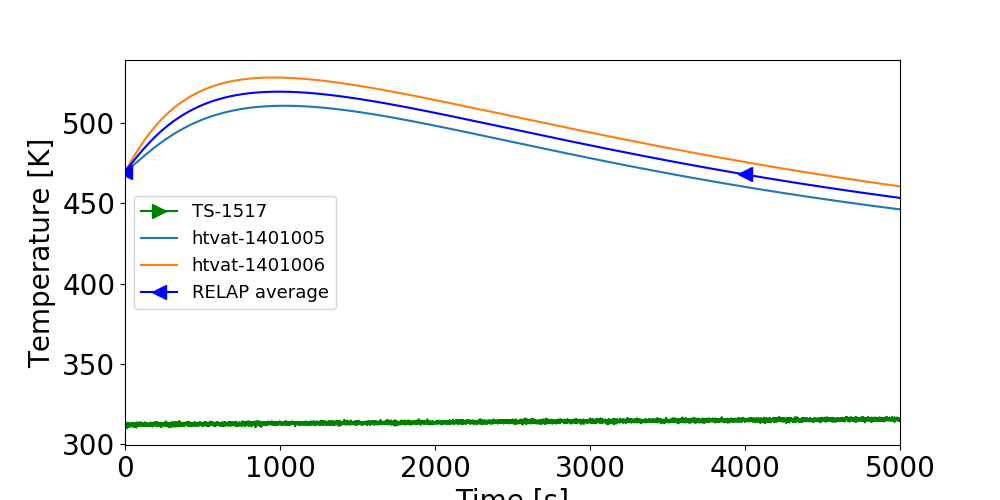 Temperature [K]
500
450
400
350
300
TS-1517
htvat-1401005
htvat-1401006
RELAP average
0 1000 2000 3000 4000 5000
Time [s]